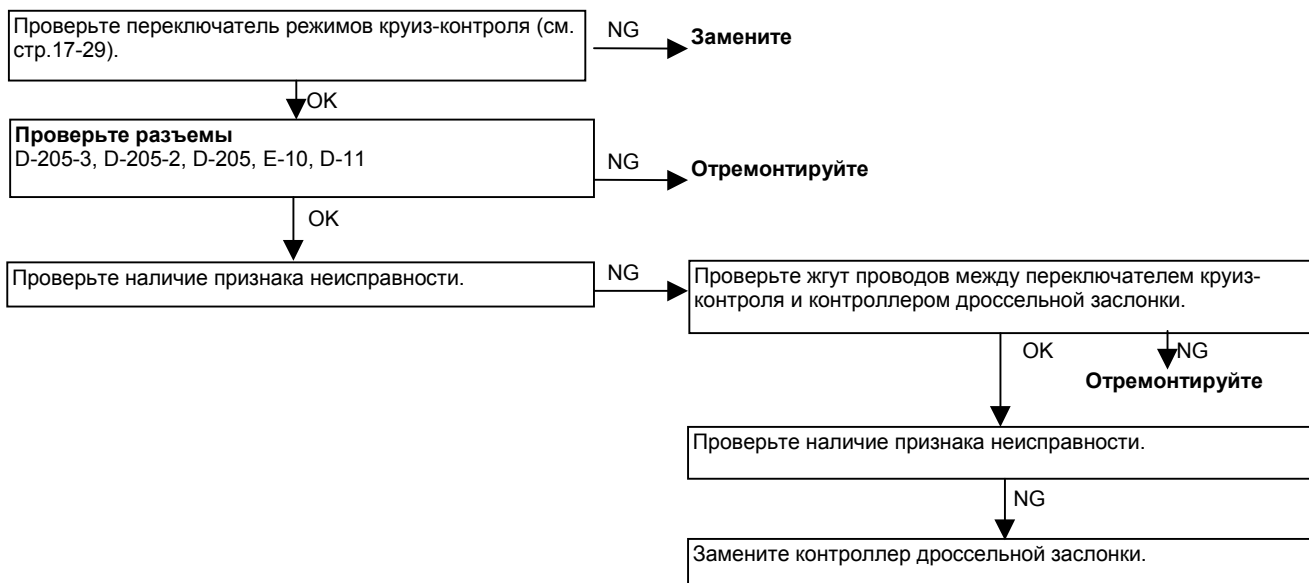 Проверьте переключатель режимов круиз-контроля (см.
стр.17-29).
NG
Замените
OK
Проверьте разъемы
D-205-3, D-205-2, D-205, E-10, D-11
NG
Отремонтируйте
OK
Проверьте наличие признака неисправности.
NG
Проверьте жгут проводов между переключателем круиз-
контроля и контроллером дроссельной заслонки.
OK
NG
Отремонтируйте
Проверьте наличие признака неисправности.
NG
Замените контроллер дроссельной заслонки.